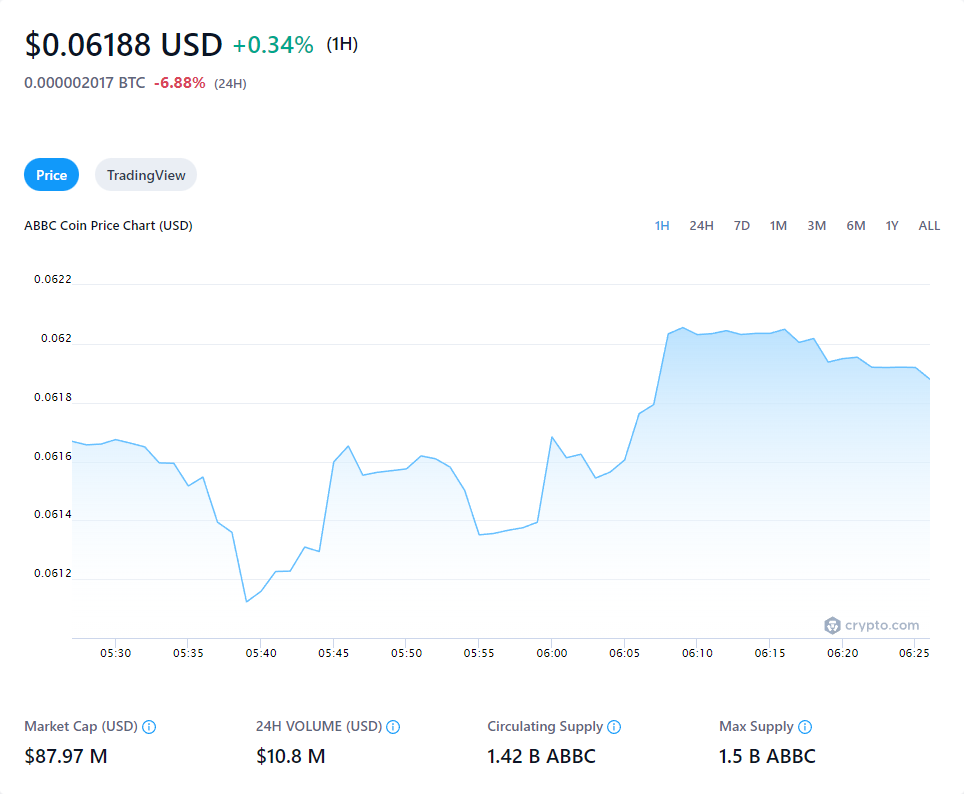 $0.06188 USD +0.34% (1H)
0.000002017 BTC -6.88% (24H)
Price TradingView
ABBC Coin Price Chart (USD) 1H 24H 7D 1M 3M 6M 1Y ALL
0.0622
0.062
0.0618
0.0616
0.0614
0.0612
crypto.com
05:30 05:35 05:40 05:45 05:50 05:55 06:00 06:05 06:10 06:15 06:20 06:25
Market Cap (USD) 24H VOLUME (USD) Circulating Supply Max Supply
$87.97 M $10.8 M 1.42 B ABBC 1.5 B ABBC